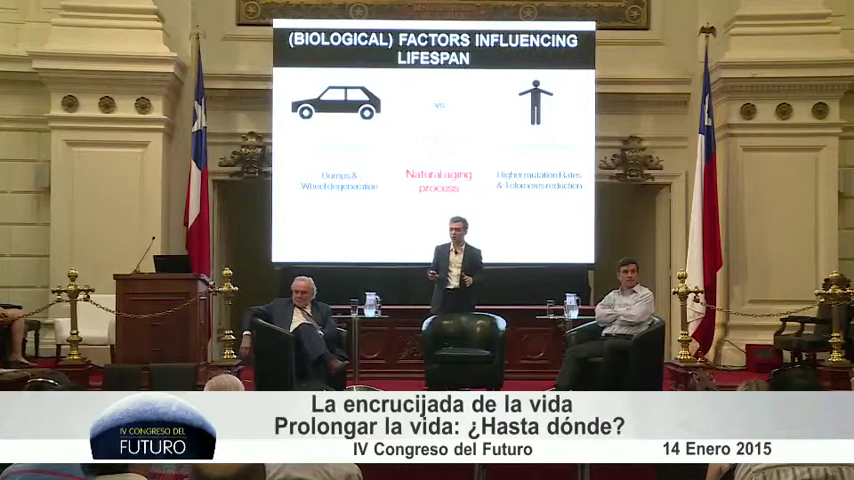 (BIOLOGICAL) FACTORS INFLUENCING
LIFESPAN
vs
Bumps &
Wheel degeneration
Natural aging
process
Higher mutation Rates
& Telomeres reduction
La encrucijada de la vida
Prolongar la vida: ¿Hasta dónde?
IV Congreso del Futuro
14 Enero 2015
IV CONGRESO DEL
FUTURO